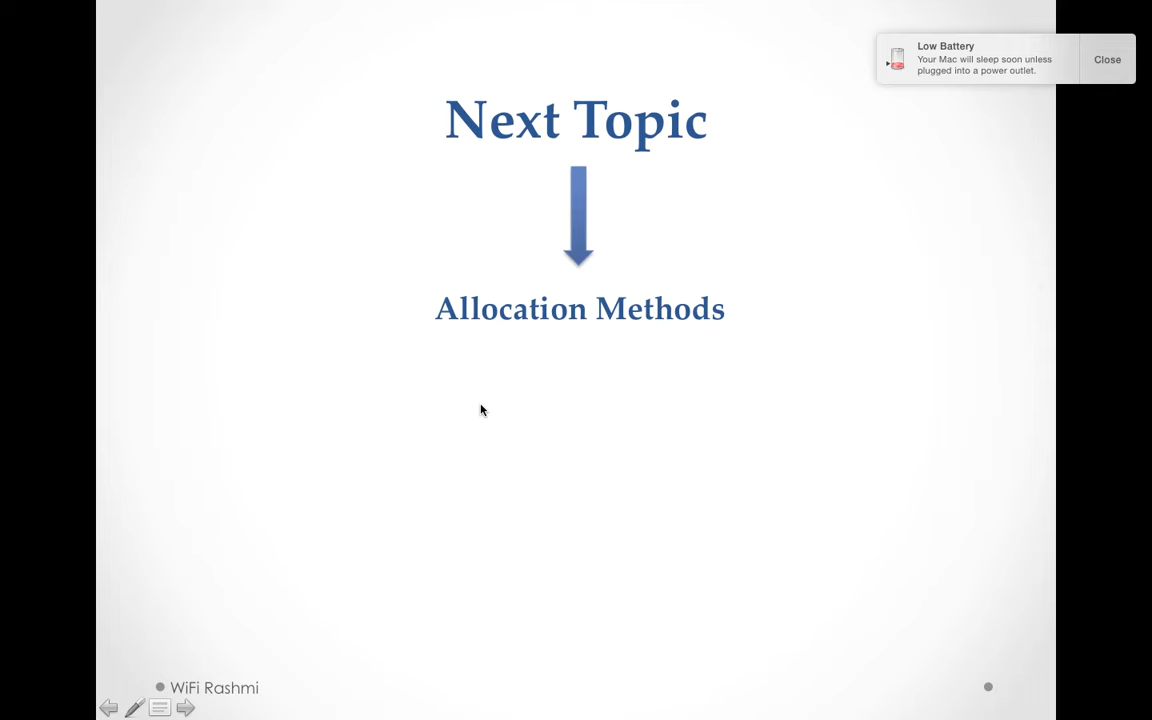 Low Battery
Your Mac will sleep soon unless
plugged into a power outlet.
Close
Next Topic
Allocation Methods
WiFi Rashmi